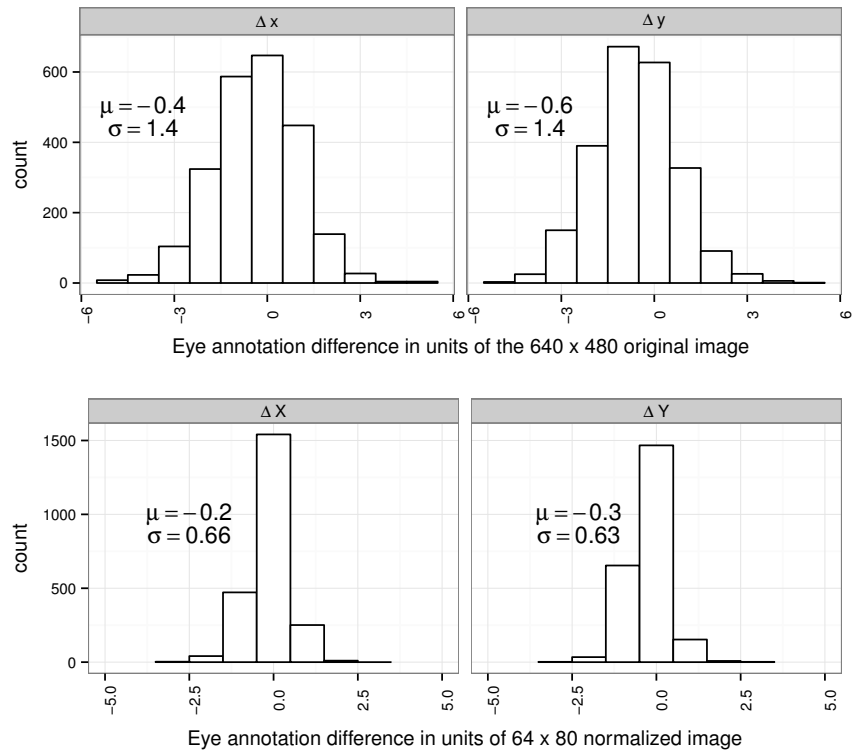 Δ x
Δ y
count
600
400
200
0
μ = −0.4
σ = 1.4
μ = −0.6
σ = 1.4
−6
−3
0
3
6
−6
−3
0
3
6
Eye annotation difference in units of the 640 x 480 original image
Δ X
Δ Y
count
1500
1000
500
0
μ = −0.2
σ = 0.66
μ = −0.3
σ = 0.63
−5.0
−2.5
0.0
2.5
5.0
−5.0
−2.5
0.0
2.5
5.0
Eye annotation difference in units of 64 x 80 normalized image